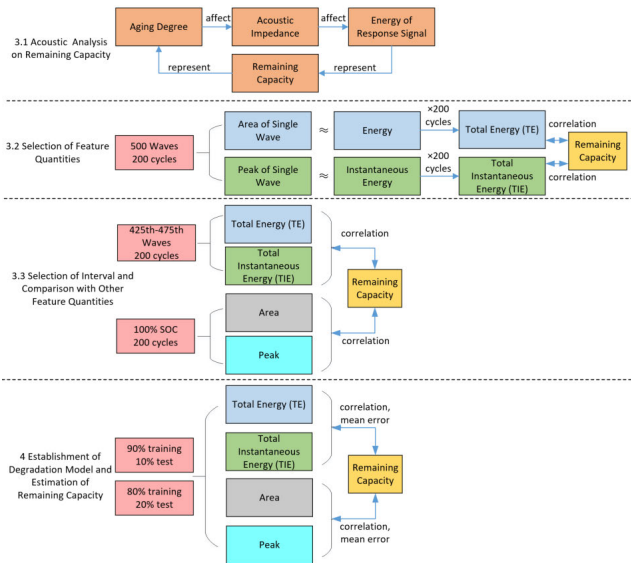 3.1 Acoustic Analysis
on Remaining Capacity
Aging Degree
affect
Acoustic
Impedance
affect
Energy of
Response Signal
represent
Remaining
Capacity
represent
3.2 Selection of Feature
Quantities
500 Waves
200 cycles
Area of Single
Wave
≈
Energy
×200
cycles
Total Energy (TE)
correlation
Peak of Single
Wave
≈
Instantaneous
Energy
×200
cycles
Total
Instantaneous
Energy (TIE)
correlation
Remaining
Capacity
3.3 Selection of Interval and
Comparison with Other
Feature Quantities
425th-475th
Waves
200 cycles
Total Energy (TE)
Total
Instantaneous
Energy (TIE)
correlation
Remaining
Capacity
100% SOC
200 cycles
Area
Peak
correlation
4 Establishment of
Degradation Model and
Estimation of
Remaining Capacity
90% training
10% test
80% training
20% test
Total Energy (TE)
Total
Instantaneous
Energy (TIE)
Area
Peak
correlation,
mean error
Remaining
Capacity
correlation,
mean error